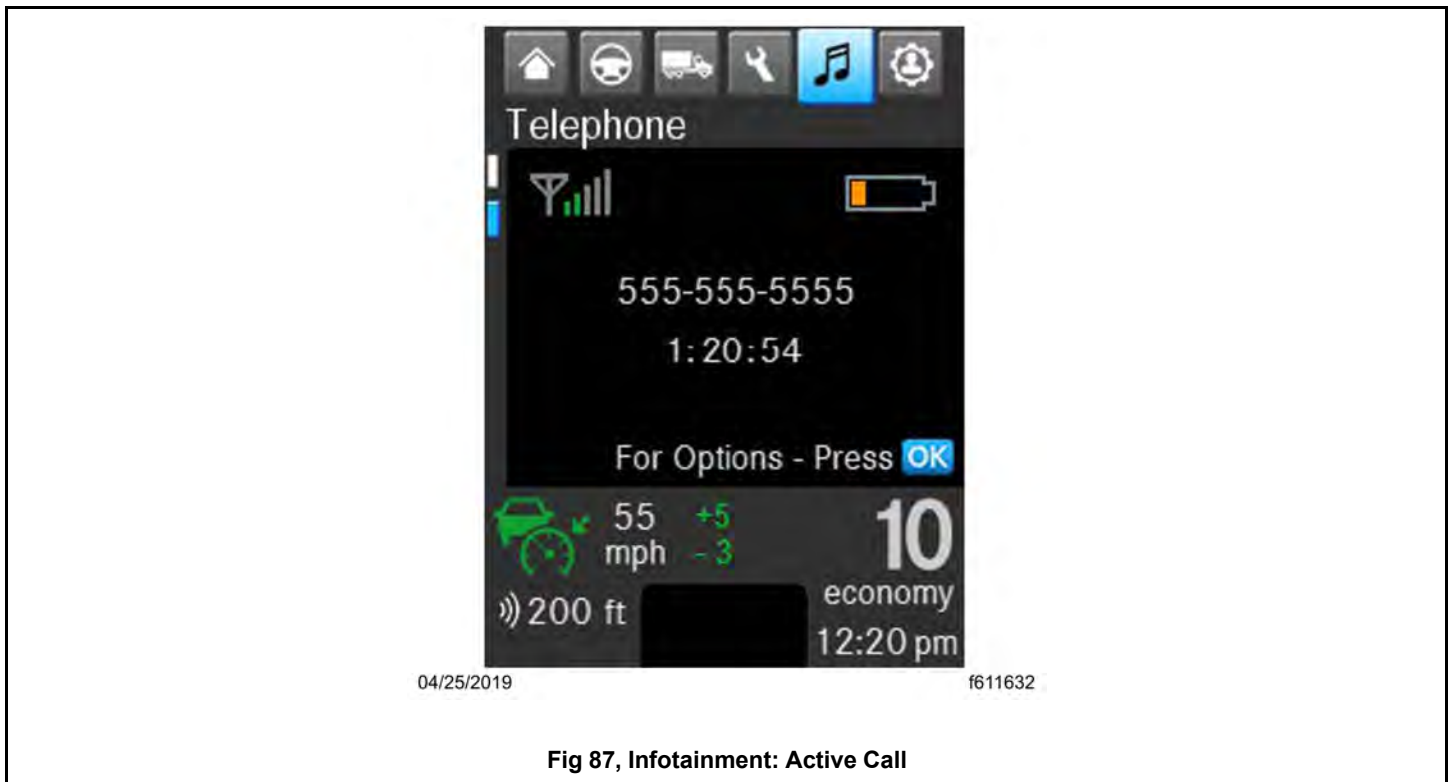 Telephone
555-555-5555
1:20:54
For Options - Press OK
55 +5
mph - 3
10
economy
200 ft
12:20 pm
04/25/2019 f611632
Fig 87, Infotainment: Active Call